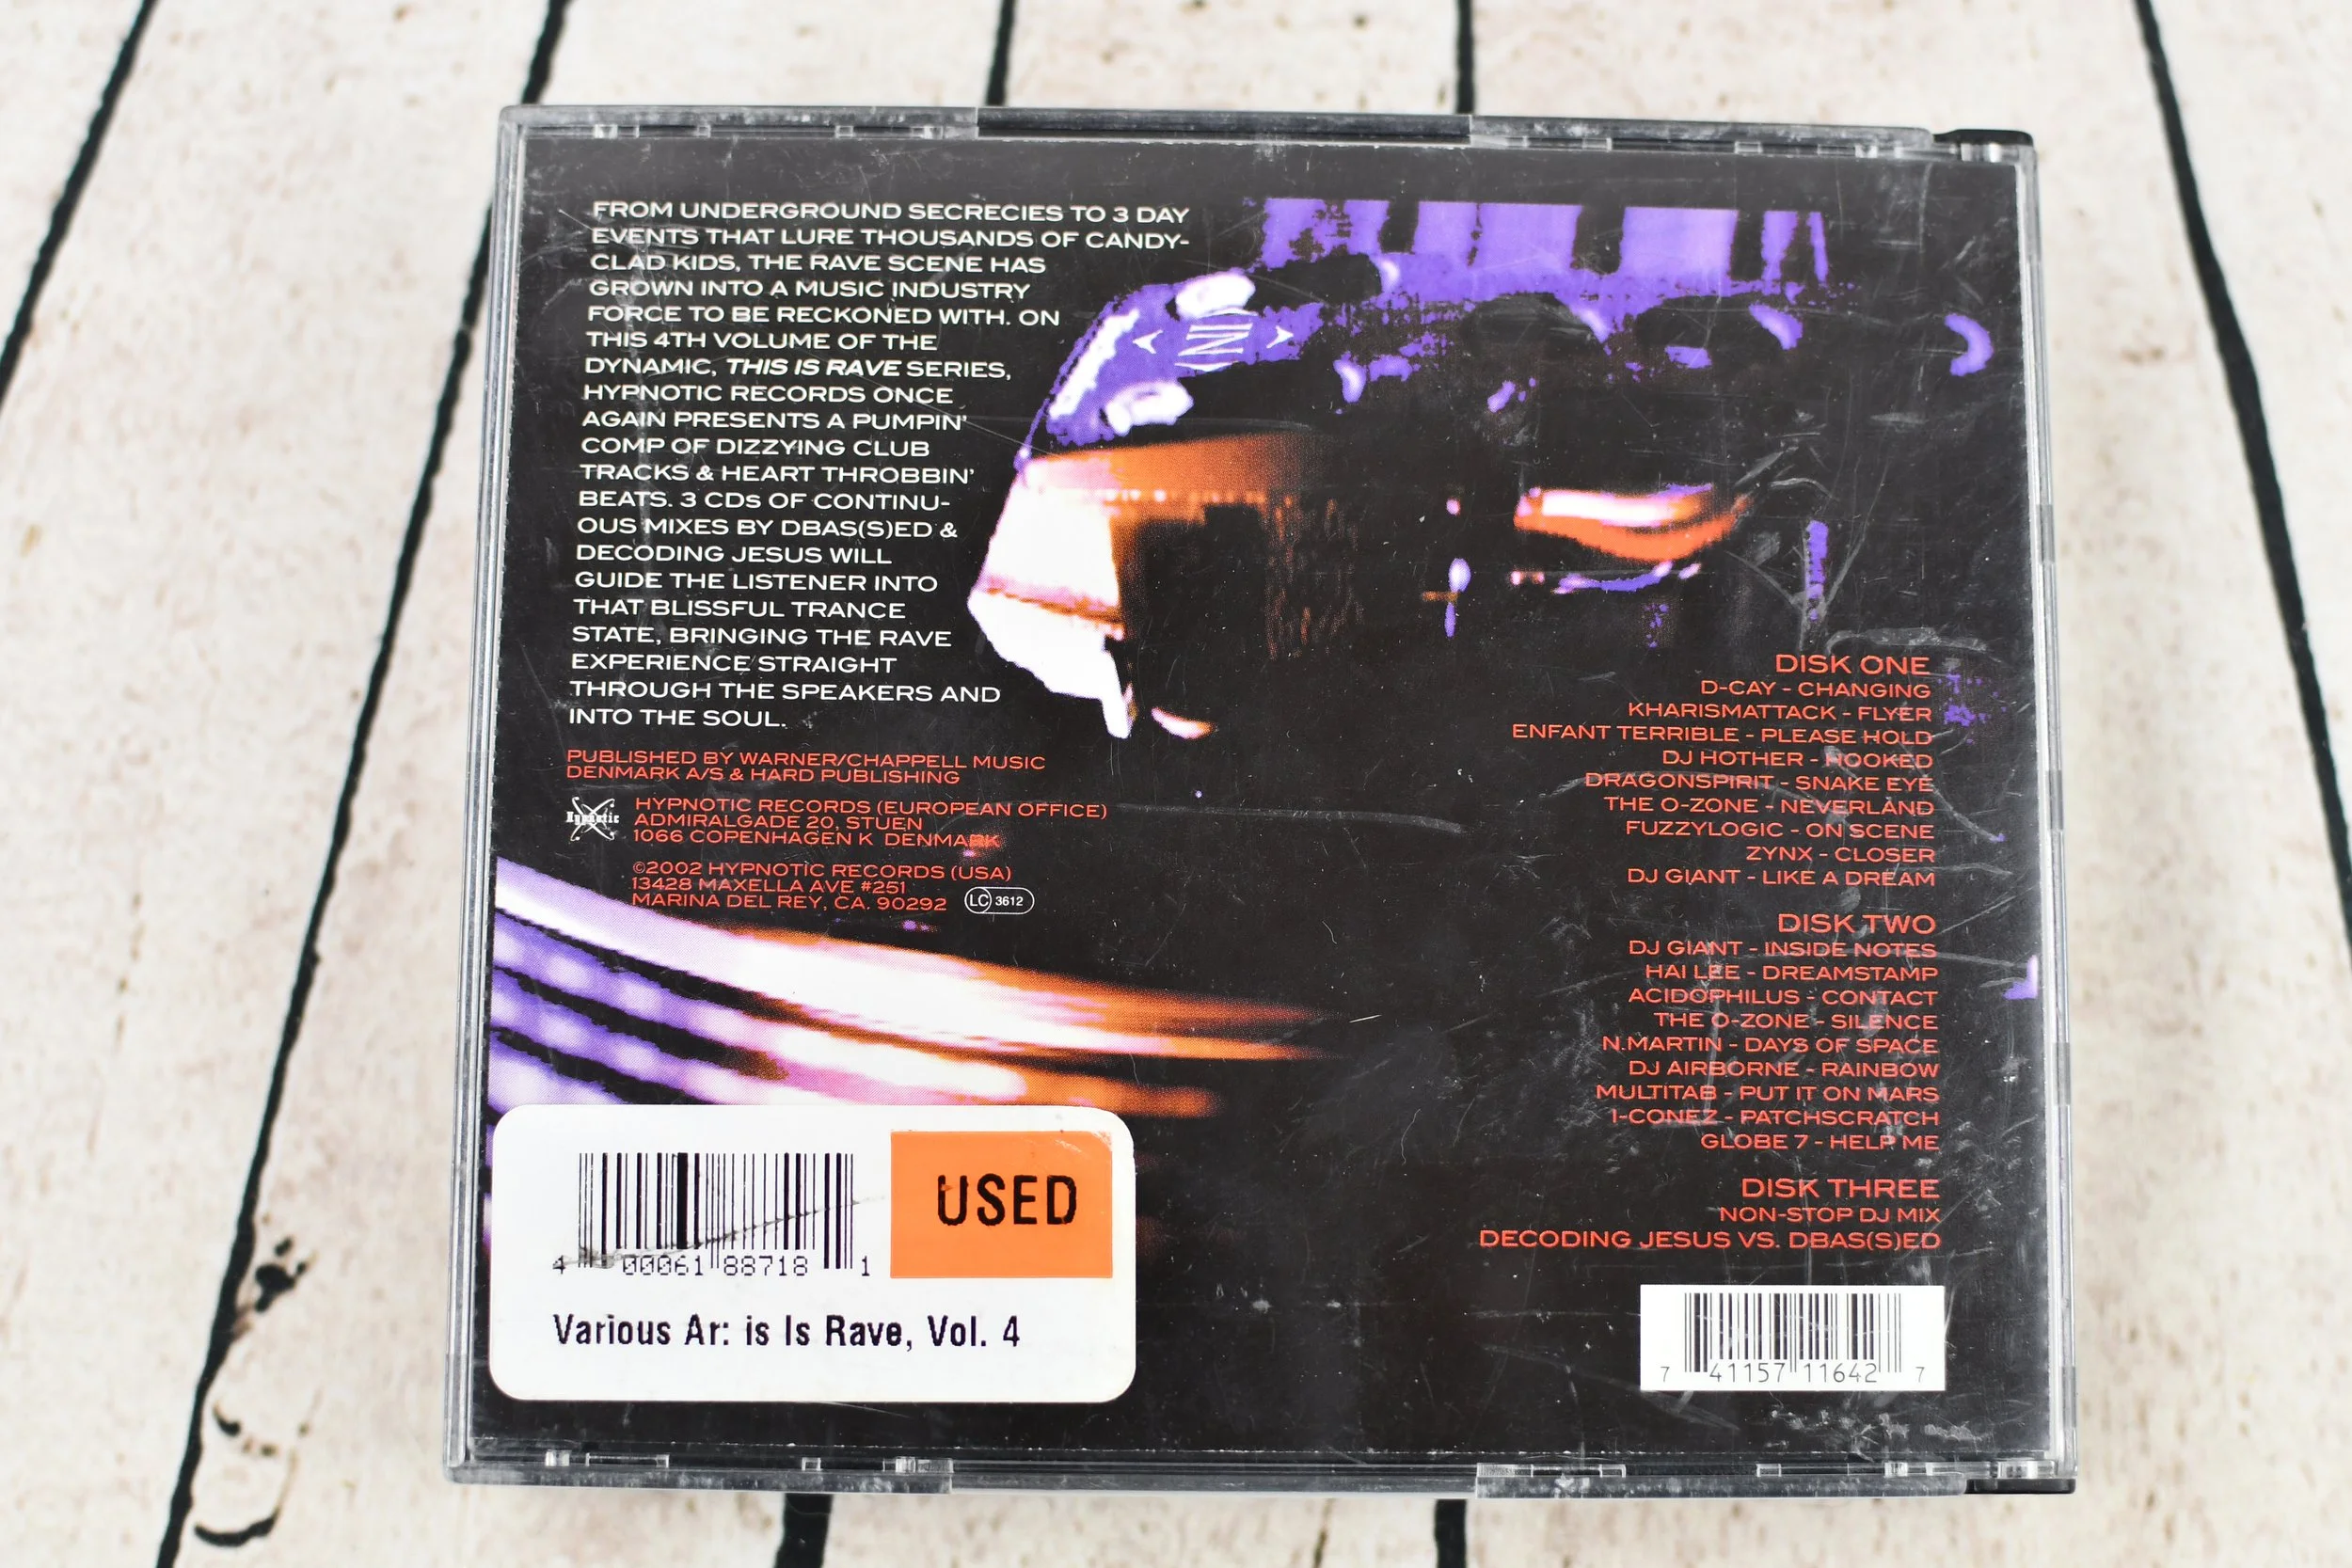 FROM UNDERGROUND SECRECIES TO 3 DAY
EVENTS THAT LURE THOUSANDS OF CANDY-
CLAD KIDS, THE RAVE SCENE HAS
GROWN INTO A MUSIC INDUSTRY
FORCE TO BE RECKONED WITH. ON
THIS 4TH VOLUME OF THE
DYNAMIC, THIS IS RAVE SERIES,
HYPNOTIC RECORDS ONCE
AGAIN PRESENTS A PUMPIN'
COMP OF DIZZYING CLUB
TRACKS & HEART THROBBIN'
BEATS. 3 CDs OF CONTINU-
OUS MIXES BY DBAS(S)ED &
DECODING JESUS WILL
GUIDE THE LISTENER INTO
THAT BLISSFUL TRANCE
STATE, BRINGING THE RAVE
EXPERIENCE STRAIGHT
THROUGH THE SPEAKERS AND
INTO THE SOUL.
PUBLISHED BY WARNER/CHAPPELL MUSIC
DENMARK A/S & HARD PUBLISHING
Hypnotic
HYPNOTIC RECORDS (EUROPEAN OFFICE)
ADMIRALGADE 20, STUEN
1066 COPENHAGEN K DENMARK
©2002 HYPNOTIC RECORDS (USA)
13428 MAXELLA AVE #251
MARINA DEL REY, CA. 90292
LC 3612
DISK ONE
D-CAY - CHANGING
KHARISMATTACK - FLYER
ENFANT TERRIBLE - PLEASE HOLD
DJ HOTHER - HOOKED
DRAGONSPIRIT - SNAKE EYE
THE O-ZONE - NEVERLAND
FUZZYLOGIC - ON SCENE
ZYNX - CLOSER
DJ GIANT - LIKE A DREAM
DISK TWO
DJ GIANT - INSIDE NOTES
HAI LEE - DREAMSTAMP
ACIDOPHILUS - CONTACT
THE O-ZONE - SILENCE
N.MARTIN - DAYS OF SPACE
DJ AIRBORNE - RAINBOW
MULTITAB - PUT IT ON MARS
1-CONEZ - PATCHSCRATCH
GLOBE 7 - HELP ME
DISK THREE
NON-STOP DJ MIX
DECODING JESUS VS. DBAS(S)ED
7 41157 11642 7
USED
4 00061 88718 1
Various Ar: is Is Rave, Vol. 4